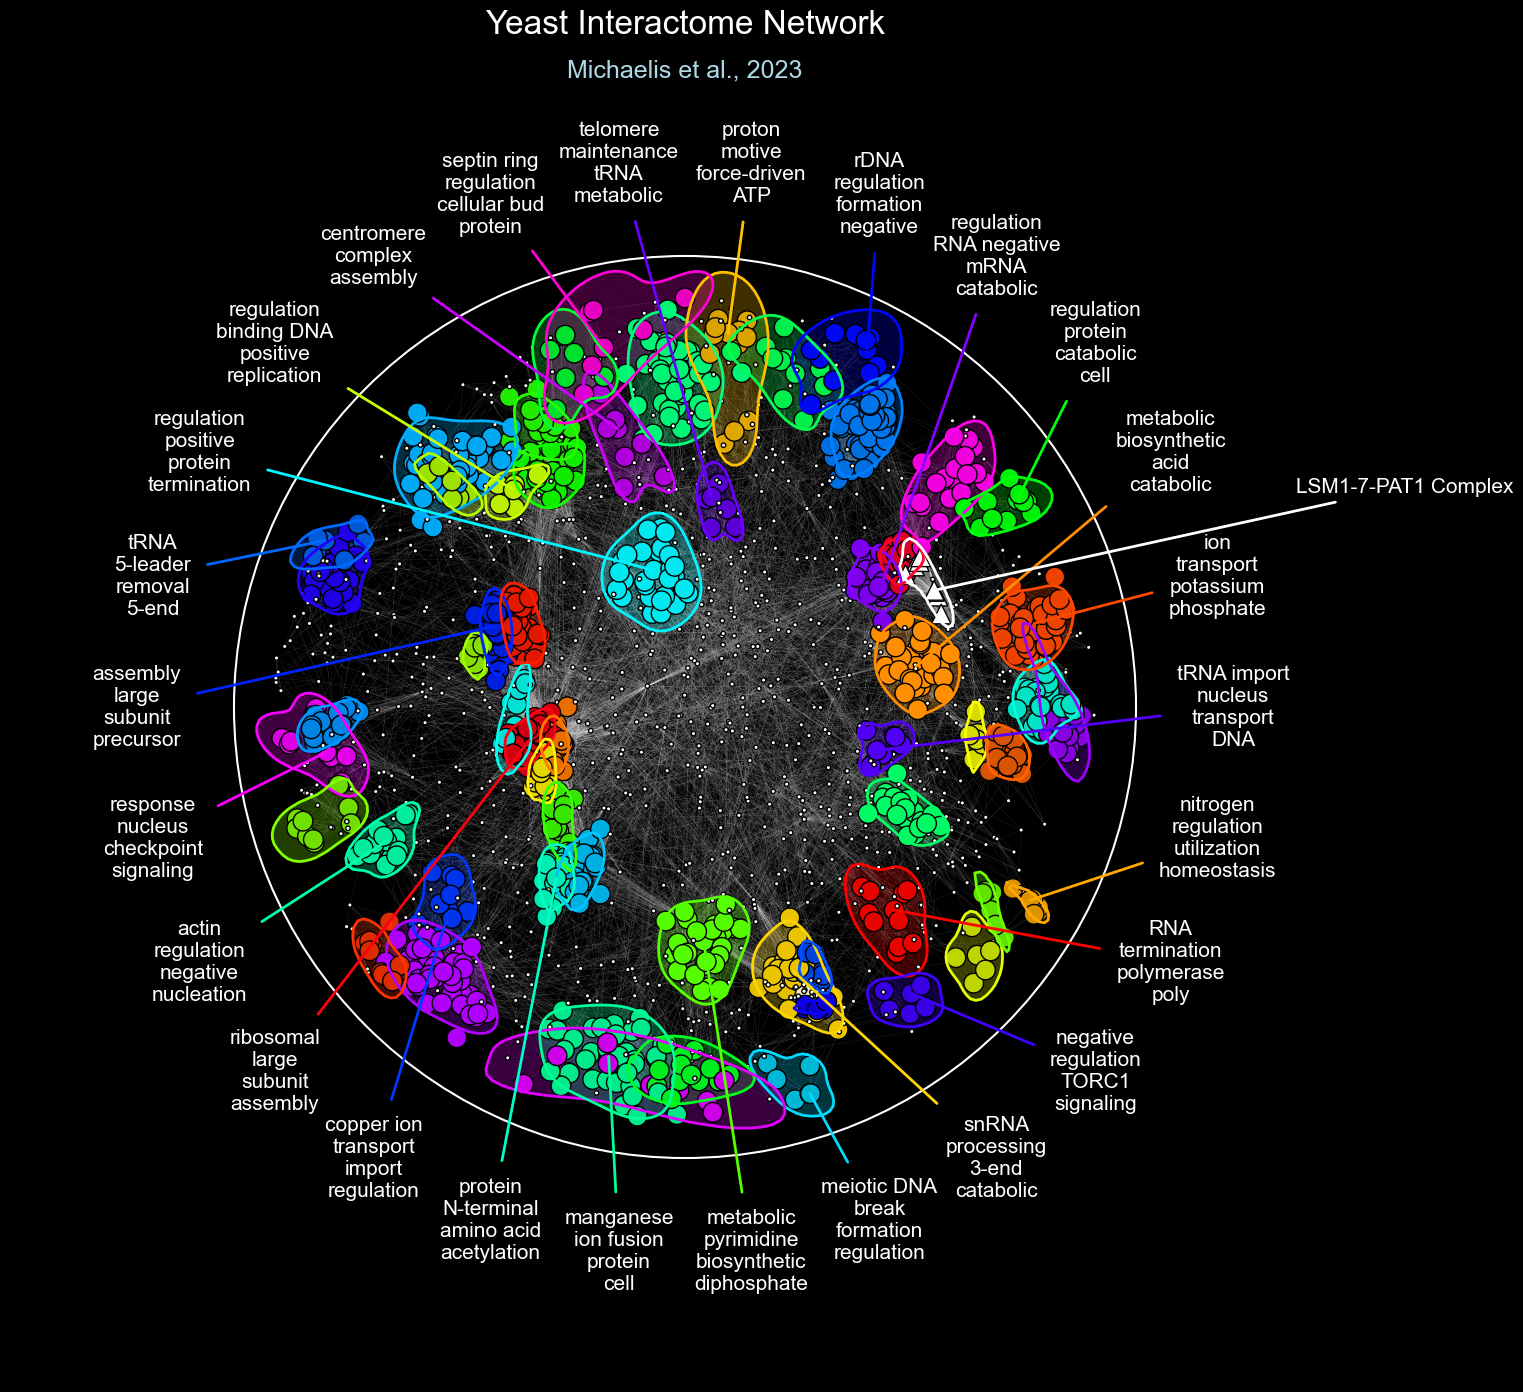 Yeast Interactome Network
Michaelis et al., 2023
telomere
maintenance
tRNA
metabolic
proton
motive
force-driven
ATP
septin ring
regulation
cellular bud
protein
rDNA
regulation
formation
negative
centromere
complex
assembly
regulation
RNA negative
mRNA
catabolic
regulation
binding DNA
positive
replication
regulation
protein
catabolic
cell
regulation
positive
protein
termination
metabolic
biosynthetic
acid
catabolic
LSM1-7-PAT1 Complex
tRNA
5-leader
removal
5-end
ion
transport
potassium
phosphate
assembly
large
subunit
precursor
tRNA import
nucleus
transport
DNA
response
nucleus
checkpoint
signaling
nitrogen
regulation
utilization
homeostasis
actin
regulation
negative
nucleation
RNA
termination
polymerase
poly
ribosomal
large
subunit
assembly
negative
regulation
TORC1
signaling
copper ion
transport
import
regulation
snRNA
processing
3-end
catabolic
protein
N-terminal
amino acid
acetylation
manganese
ion fusion
protein
cell
metabolic
pyrimidine
biosynthetic
diphosphate
meiotic DNA
break
formation
regulation